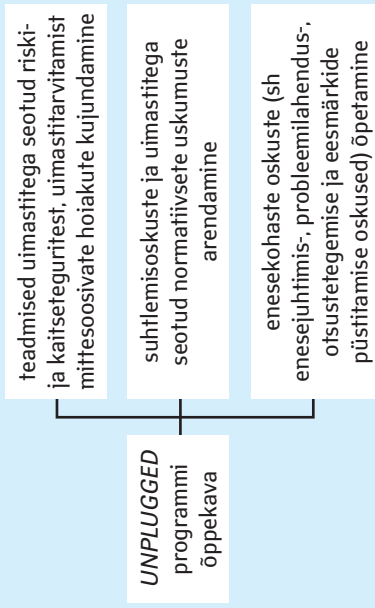 UNPLUGGED
programmi
õppekava
teadmised uimastitega seotud riski-
ja kaitseteguritest, uimastitarvitamist
mittesoosivate hoiakute kujundamine
suhtlemisoskuste ja uimastitega
seotud normatiivsete uskumuste
arendamine
enesekohaste oskuste (sh
enesejuhtimis-, probleemilahendus-,
otsustetegemise ja eesmärkide
püstitamise oskused) õpetamine